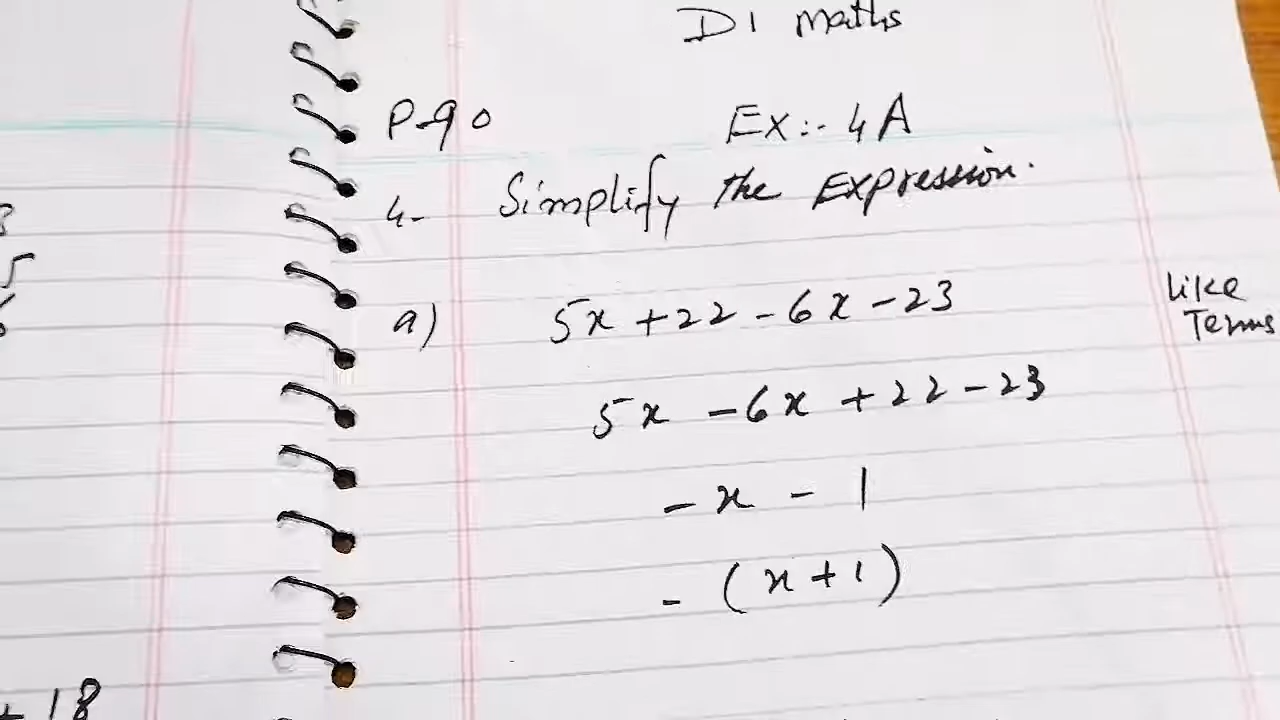 D1 maths
P-90 Ex:- 4A
4- Simplify the Expression.
a) 5x + 22 - 6x - 23
Like
Terms
5x - 6x + 22 - 23
- x - 1
- (x + 1)
+ 18